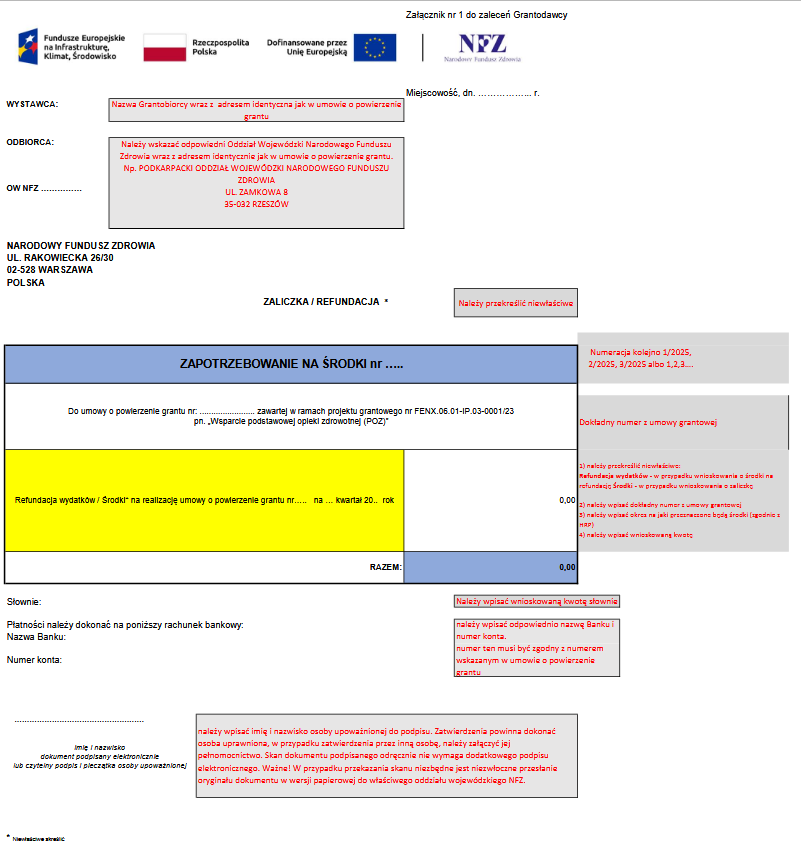 Załącznik nr 1 do zaleceń Grantodawcy
Fundusze Europejskie
na Infrastrukturę,
Klimat, Środowisko
Rzeczpospolita
Polska
Dofinansowane przez
Unię Europejską
NFZ
Narodowy Fundusz Zdrowia
Miejscowość, dn. …………….. r.
WYSTAWCA:
Nazwa Grantobiorcy wraz z adresem identyczna jak w umowie o powierzenie
grantu
ODBIORCA:
Należy wskazać odpowiedni Oddział Wojewódzki Narodowego Funduszu
Zdrowia wraz z adresem identycznie jak w umowie o powierzenie grantu.
Np. PODKARPACKI ODDZIAŁ WOJEWÓDZKI NARODOWEGO FUNDUSZU
ZDROWIA
UL. ZAMKOWA 8
35-032 RZESZÓW
OW NFZ ……………
NARODOWY FUNDUSZ ZDROWIA
UL. RAKOWIECKA 26/30
02-528 WARSZAWA
POLSKA
ZALICZKA / REFUNDACJA *
Należy przekreślić niewłaściwe
ZAPOTRZEBOWANIE NA ŚRODKI nr …..
Numeracja kolejno 1/2025,
2/2025, 3/2025 albo 1,2,3....
Do umowy o powierzenie grantu nr: ........................ zawartej w ramach projektu grantowego nr FENX.06.01-IP.03-0001/23
pn. „Wsparcie podstawowej opieki zdrowotnej (POZ)"
Dokładny numer z umowy grantowej
Refundacja wydatków / Środki* na realizację umowy o powierzenie grantu nr….. na … kwartał 20.. rok
0,00
1) należy przekreślić niewłaściwe:
Refundacja wydatków - w przypadku wnioskowania o środki na
refundację Środki - w przypadku wnioskowania o zaliczkę
2) należy wpisać dokładny numer z umowy grantowej
3) należy wpisać okres na jaki przeznaczone będą środki (zgodnie z
HRP)
4) należy wpisać wnioskowaną kwotę
RAZEM:
0,00
Słownie:
Należy wpisać wnioskowaną kwotę słownie
Płatności należy dokonać na poniższy rachunek bankowy:
Nazwa Banku:
Numer konta:
należy wpisać odpowiednio nazwę Banku i
numer konta.
numer ten musi być zgodny z numerem
wskazanym w umowie o powierzenie
grantu
....................................................
Imię i nazwisko
dokument podpisany elektronicznie
lub czytelny podpis i pieczątka osoby upoważnionej
należy wpisać imię i nazwisko osoby upoważnionej do podpisu. Zatwierdzenia powinna dokonać
osoba uprawniona, w przypadku zatwierdzenia przez inną osobę, należy załączyć jej
pełnomocnictwo. Skan dokumentu podpisanego odręcznie nie wymaga dodatkowego podpisu
elektronicznego. Ważne! W przypadku przekazania skanu niezbędne jest niezwłoczne przesłanie
oryginału dokumentu w wersji papierowej do właściwego oddziału wojewódzkiego NFZ.
* Niewłaściwe skreślić